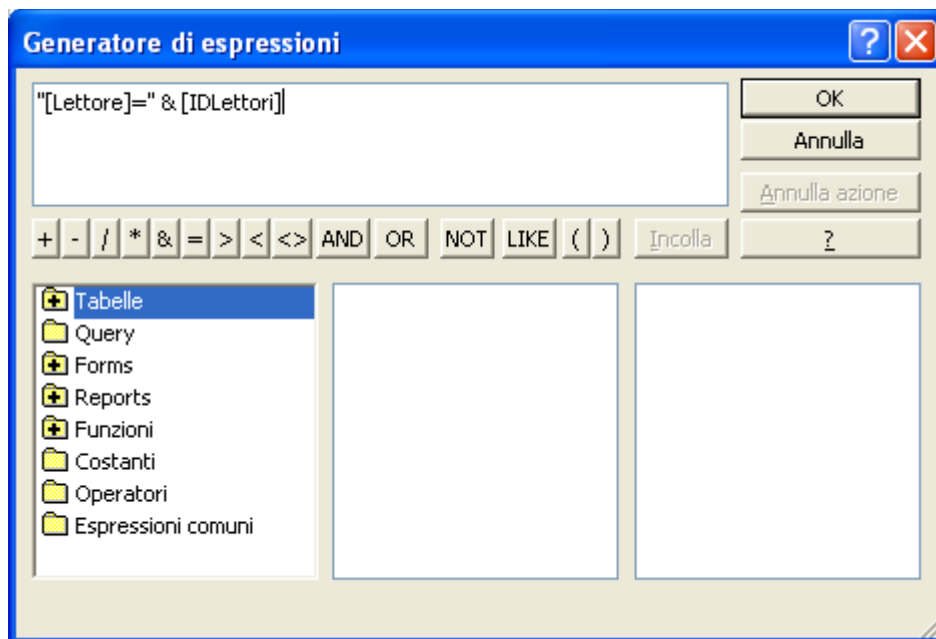 Generatore di espressioni
?
"[Lettore]=" & [IDLettori]
OK
Annulla
Annulla azione
+ - / * & = > < <> AND OR NOT LIKE ( ) Incolla ?
Tabelle
Query
Forms
Reports
Funzioni
Costanti
Operatori
Espressioni comuni